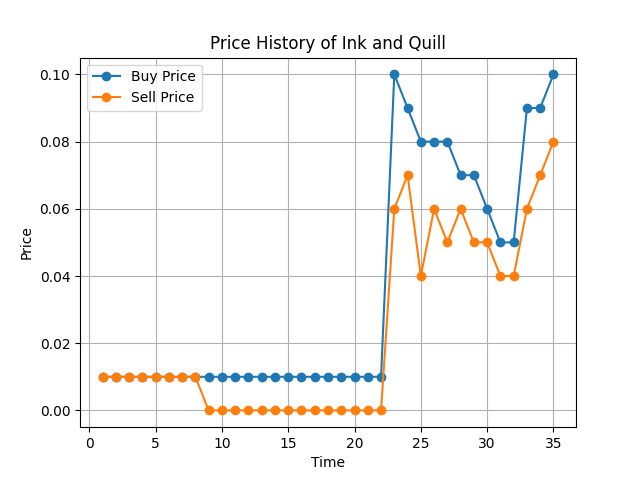 Price History of Ink and Quill
Buy Price
Sell Price
0.10
0.08
0.06
0.04
0.02
0.00
Price
0 5 10 15 20 25 30 35
Time